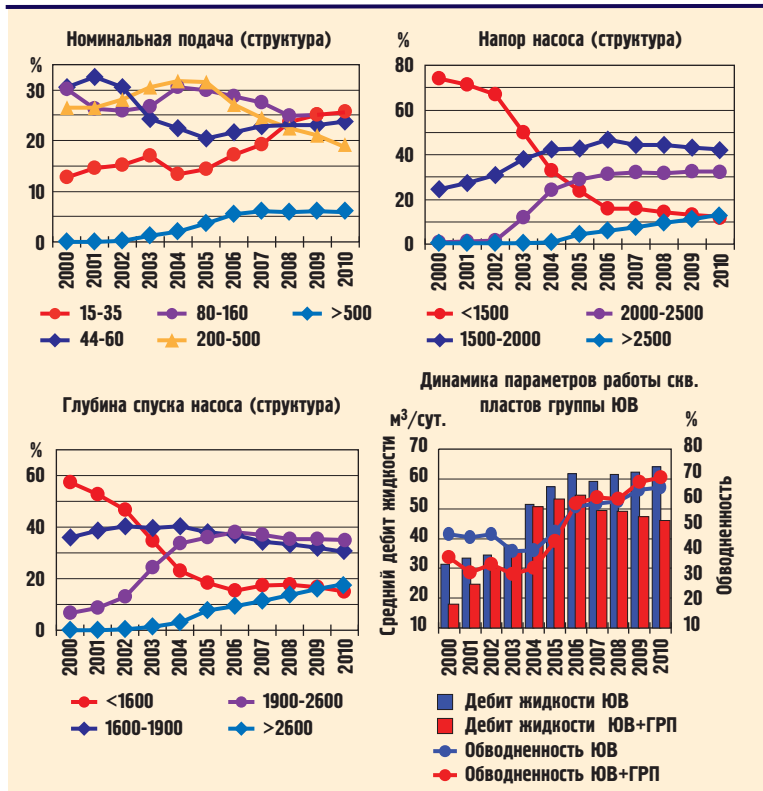 Номинальная подача (структура)
%
30
20
10
0
2000 2001 2002 2003 2004 2005 2006 2007 2008 2009 2010
15-35 80-160 >500
44-60 200-500
Напор насоса (структура)
%
80
60
40
20
0
2000 2001 2002 2003 2004 2005 2006 2007 2008 2009 2010
<1500 2000-2500
1500-2000 >2500
Глубина спуска насоса (структура)
%
60
40
20
0
2000 2001 2002 2003 2004 2005 2006 2007 2008 2009 2010
<1600 1900-2600
1600-1900 >2600
Динамика параметров работы скв.
пластов группы ЮВ
м³/сут.
%
Средний дебит жидкости
70
60
50
40
30
20
10
80
70
60
50
40
30
20
10
Обводненность
2000 2001 2002 2003 2004 2005 2006 2007 2008 2009 2010
Дебит жидкости ЮВ
Дебит жидкости ЮВ+ГРП
Обводненность ЮВ
Обводненность ЮВ+ГРП